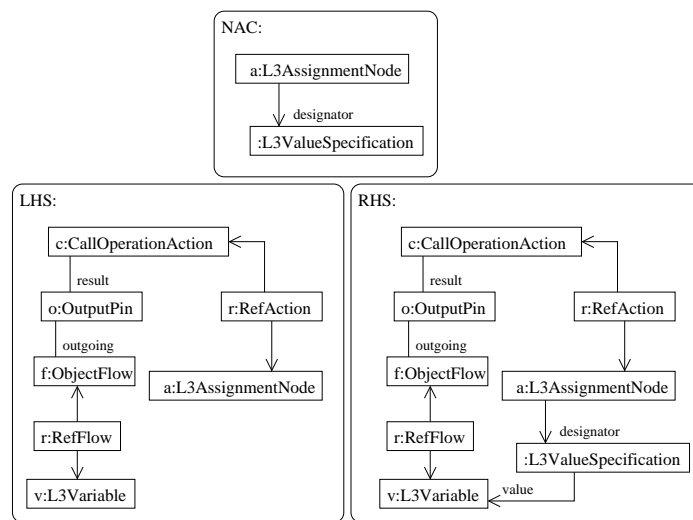 NAC:
a:L3AssignmentNode
designator
:L3ValueSpecification
LHS:
c:CallOperationAction
result
o:OutputPin
r:RefAction
outgoing
f:ObjectFlow
a:L3AssignmentNode
r:RefFlow
v:L3Variable
RHS:
c:CallOperationAction
result
o:OutputPin
r:RefAction
outgoing
f:ObjectFlow
a:L3AssignmentNode
designator
r:RefFlow
:L3ValueSpecification
value
v:L3Variable